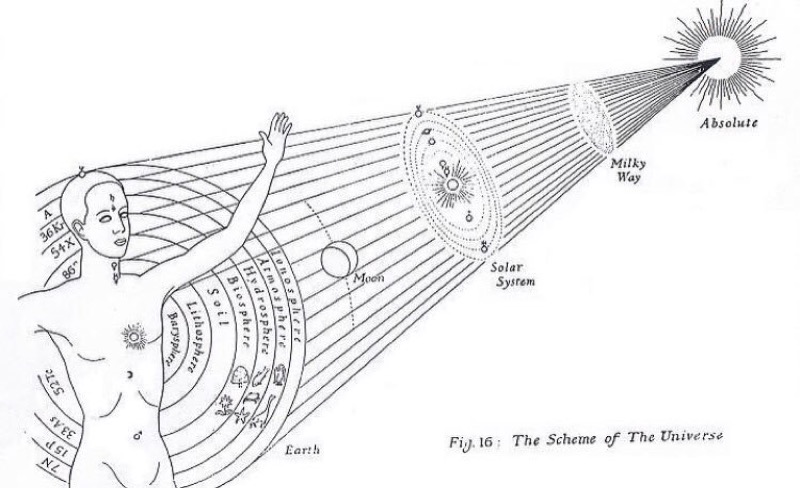 Absolute
Milky
Way
Solar
System
Moon
Ionosphere
Atmosphere
Hydrosphere
Biosphere
Soil
Lithosphere
Barysphere
Earth
A
36Kr
54X
86"
52Te
33As
15P
7N
Fig. 16 : The Scheme of The Universe